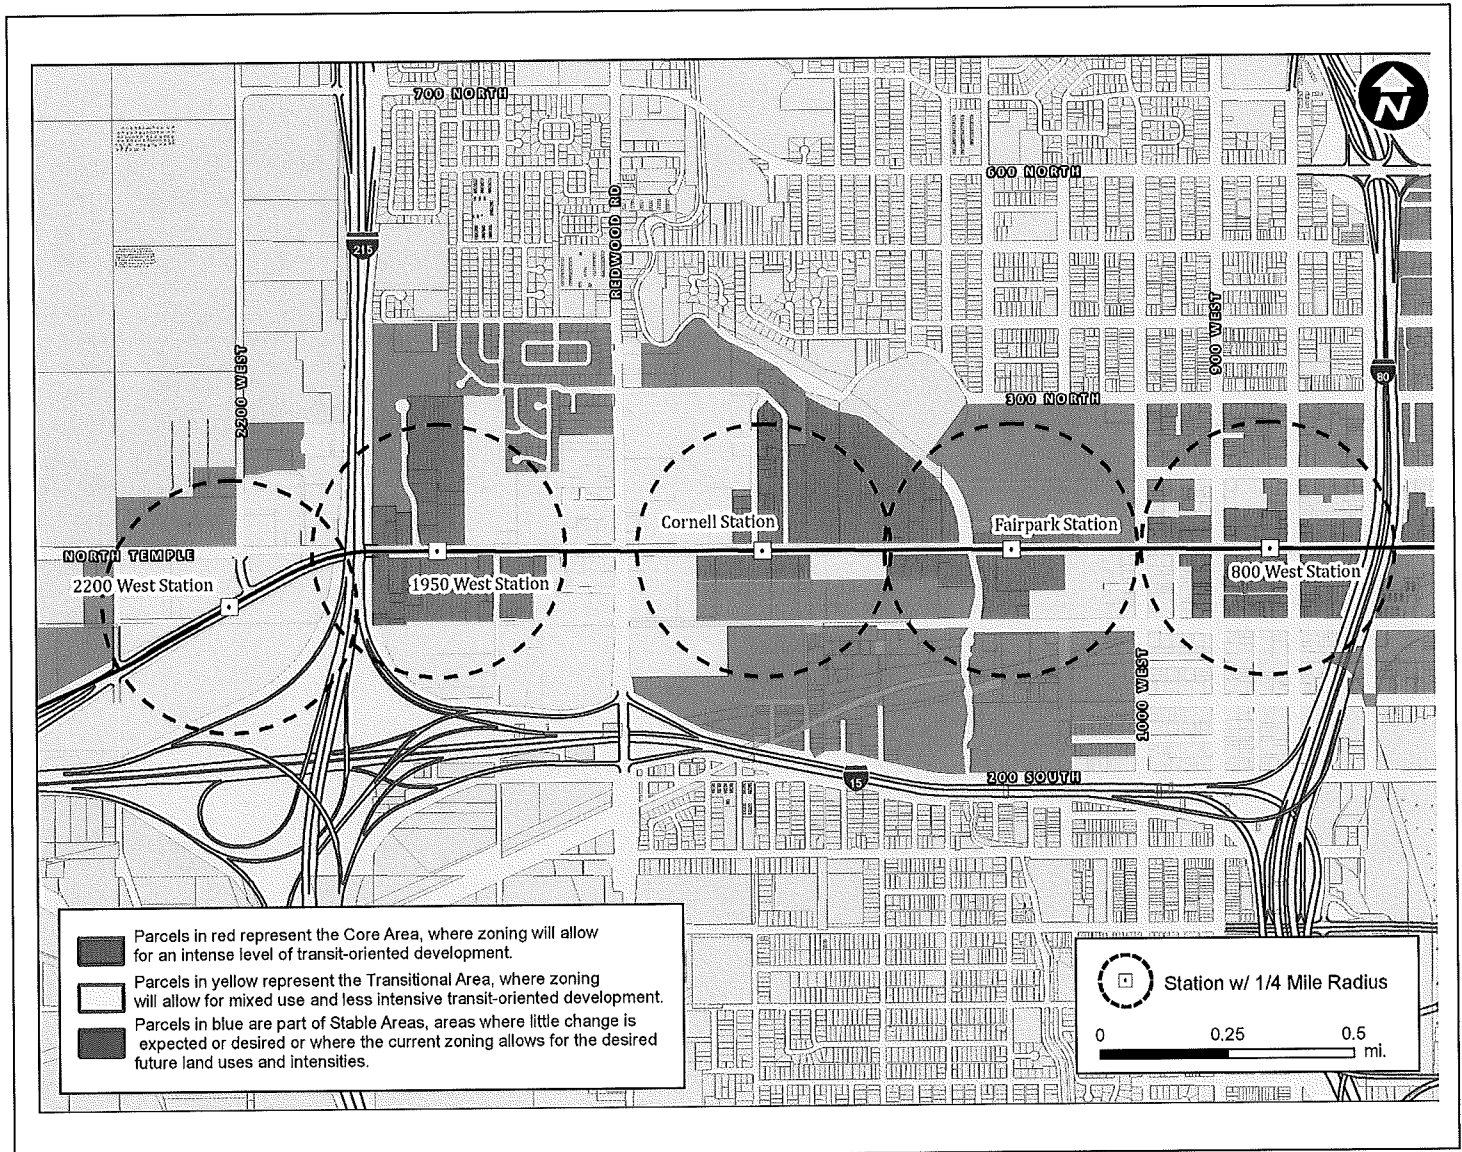 N
700 NORTH
600 NORTH
REDWOOD RD
215
900 WEST
2200 WEST
80
300 NORTH
Cornell Station
Fairpark Station
NORTH TEMPLE
2200 West Station
1950 West Station
800 West Station
1000 WEST
15
200 SOUTH
Parcels in red represent the Core Area, where zoning will allow
for an intense level of transit-oriented development.
Parcels in yellow represent the Transitional Area, where zoning
will allow for mixed use and less intensive transit-oriented development.
Parcels in blue are part of Stable Areas, areas where little change is
expected or desired or where the current zoning allows for the desired
future land uses and intensities.
Station w/ 1/4 Mile Radius
0 0.25 0.5
mi.